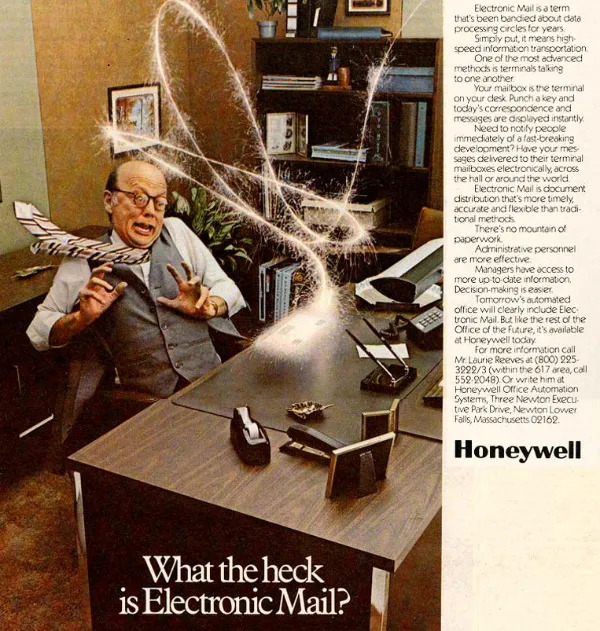 Electronic Mail is a term
that's been bandied about data
processing circles for years.
Simply put, it means high-
speed information transportation.
One of the most advanced
methods is terminals talking
to one another.
Your mailbox is the terminal
on your desk. Punch a key and
today's correspondence and
messages are displayed instantly.
Need to notify people
immediately of a fast-breaking
development? Have your mes-
sages delivered to their terminal
mailboxes electronically, across
the hall or around the world.
Electronic Mail is document
distribution that's more timely,
accurate and flexible than tradi-
tional methods.
There's no mountain of
paperwork.
Administrative personnel
are more effective.
Managers have access to
more up-to-date information.
Decision-making is easier.
Tomorrow's automated
office will clearly include Elec-
tronic Mail. But like the rest of the
Office of the Future, it's available
at Honeywell today.
For more information call
Mr. Laurie Reeves at (800) 225-
3222/3 (within the 617 area, call
552-2048). Or write him at
Honeywell Office Automation
Systems, Three Newton Execu-
tive Park Drive, Newton Lower
Falls, Massachusetts 02162.
Honeywell
What the heck
is Electronic Mail?